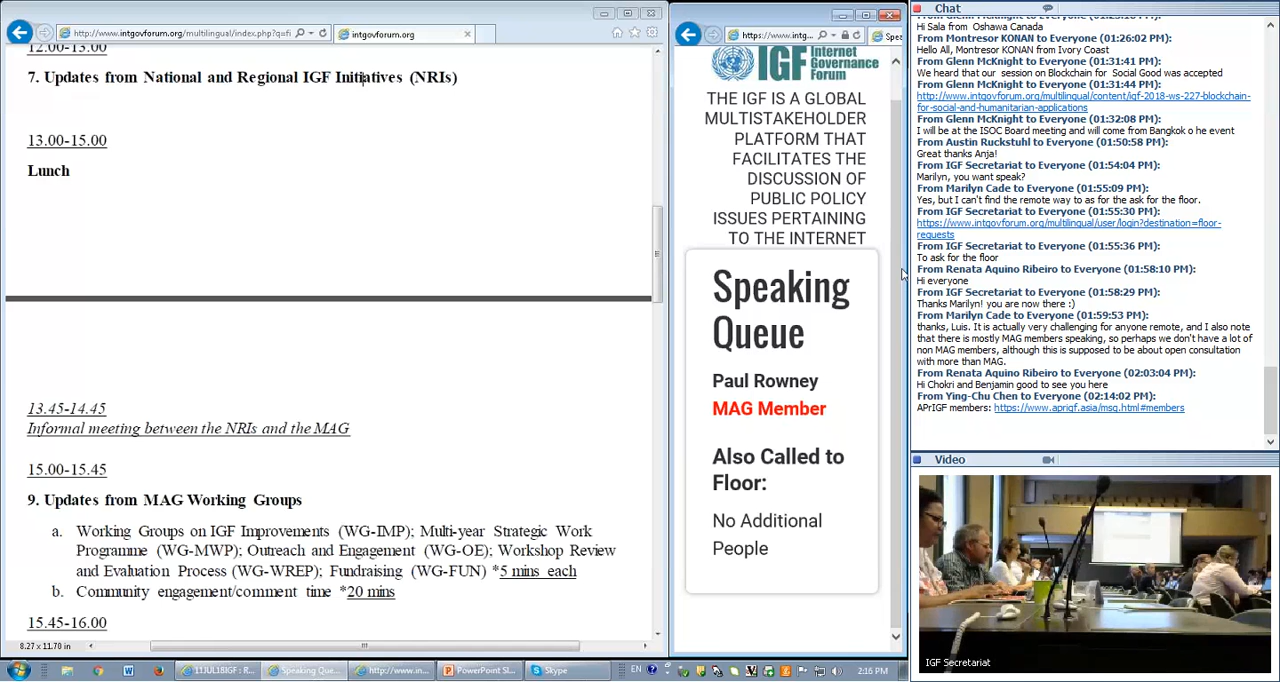 http://www.intgovforum.org/multilingual/index.php?q=fi
intgovforum.org
12.00-13.00
7. Updates from National and Regional IGF Initiatives (NRIs)
13.00-15.00
Lunch
13.45-14.45
Informal meeting between the NRIs and the MAG
15.00-15.45
9. Updates from MAG Working Groups
a. Working Groups on IGF Improvements (WG-IMP); Multi-year Strategic Work
Programme (WG-MWP); Outreach and Engagement (WG-OE); Workshop Review
and Evaluation Process (WG-WREP); Fundraising (WG-FUN) *5 mins each
b. Community engagement/comment time *20 mins
15.45-16.00
8.27 x 11.78 in
https://www.intg...
Spe
IGF Internet
Governance
Forum
THE IGF IS A GLOBAL
MULTISTAKEHOLDER
PLATFORM THAT
FACILITATES THE
DISCUSSION OF
PUBLIC POLICY
ISSUES PERTAINING
TO THE INTERNET
Speaking
Queue
Paul Rowney
MAG Member
Also Called to
Floor:
No Additional
People
Chat
Hi Sala from Oshawa Canada
From Montresor KONAN to Everyone (01:26:02 PM):
Hello All, Montresor KONAN from Ivory Coast
From Glenn McKnight to Everyone (01:31:41 PM):
We heard that our session on Blockchain for Social Good was accepted
From Glenn McKnight to Everyone (01:31:44 PM):
http://www.intgovforum.org/multilingual/content/igf-2018-ws-227-blockchain-
for-social-and-humanitarian-applications
From Glenn McKnight to Everyone (01:32:08 PM):
I will be at the ISOC Board meeting and will come from Bangkok o he event
From Austin Ruckstuhl to Everyone (01:50:58 PM):
Great thanks Anja!
From IGF Secretariat to Everyone (01:54:04 PM):
Marilyn, you want speak?
From Marilyn Cade to Everyone (01:55:09 PM):
Yes, but I can't find the remote way to as for the ask for the floor.
From IGF Secretariat to Everyone (01:55:30 PM):
http://www.intgovforum.org/multilingual/user/login?destination=floor-
requests
From IGF Secretariat to Everyone (01:55:36 PM):
To ask for the floor
From Renata Aquino Ribeiro to Everyone (01:58:10 PM):
Hi everyone
From IGF Secretariat to Everyone (01:58:29 PM):
Thanks Marilyn! you are now there :)
From Marilyn Cade to Everyone (01:59:53 PM):
thanks, Luis. It is actually very challenging for anyone remote, and I also note
that there is mostly MAG members speaking, so perhaps we don't have a lot of
non MAG members, although this is supposed to be about open consultation
with more than MAG.
From Renata Aquino Ribeiro to Everyone (02:03:04 PM):
Hi Chokri and Benjamin good to see you here
From Ying-Chu Chen to Everyone (02:14:02 PM):
APrIGF members: https://www.aprigf.asia/msg.html#members
Video
IGF Secretariat
11JUL18IGF : R...
Speaking Que...
http://www.in...
PowerPoint Sl...
Skype
EN
2:16 PM